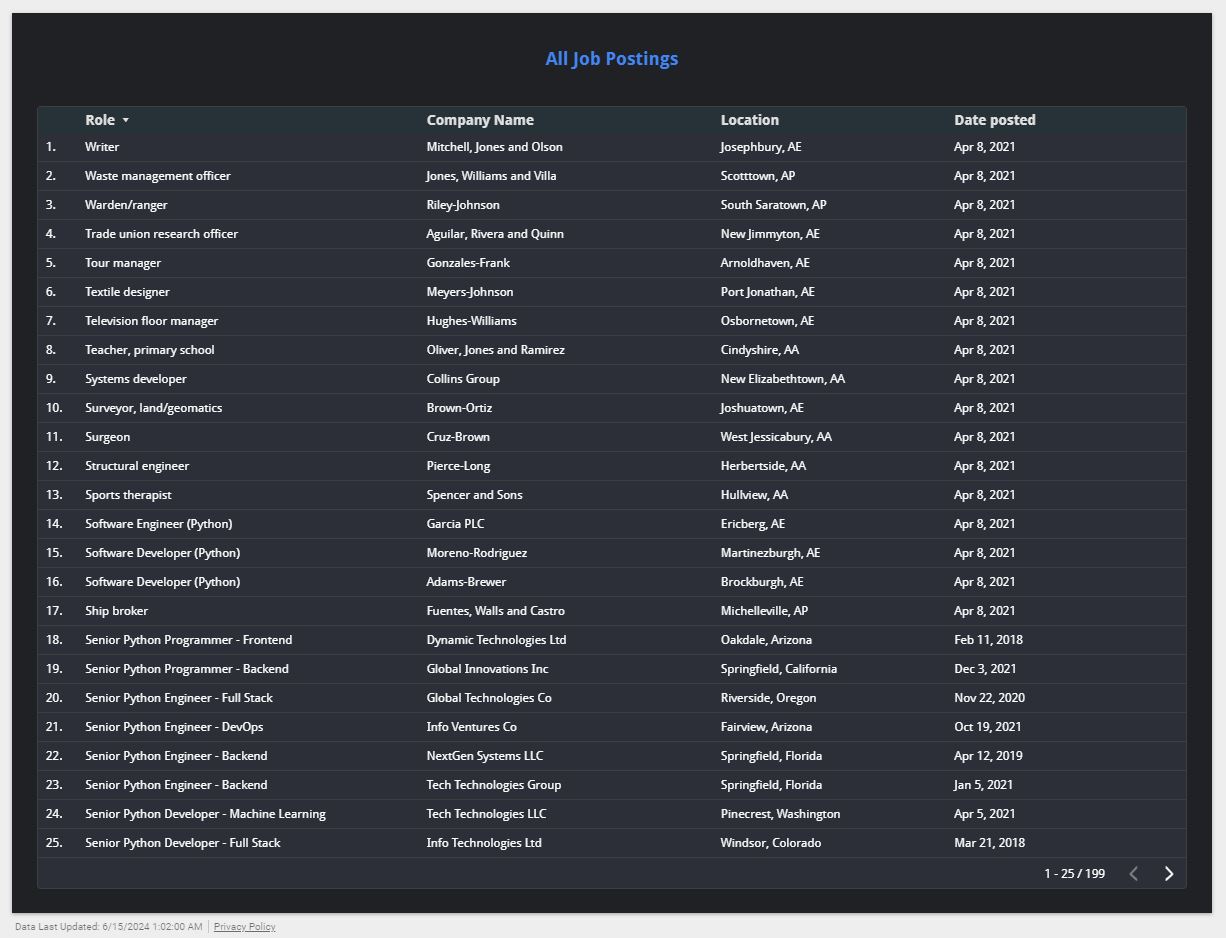 All Job Postings
Role Company Name Location Date posted
1. Writer Mitchell, Jones and Olson Josephbury, AE Apr 8, 2021
2. Waste management officer Jones, Williams and Villa Scotttown, AP Apr 8, 2021
3. Warden/ranger Riley-Johnson South Saratown, AP Apr 8, 2021
4. Trade union research officer Aguilar, Rivera and Quinn New Jimmyton, AE Apr 8, 2021
5. Tour manager Gonzales-Frank Arnoldhaven, AE Apr 8, 2021
6. Textile designer Meyers-Johnson Port Jonathan, AE Apr 8, 2021
7. Television floor manager Hughes-Williams Osbornetown, AE Apr 8, 2021
8. Teacher, primary school Oliver, Jones and Ramirez Cindyshire, AA Apr 8, 2021
9. Systems developer Collins Group New Elizabethtown, AA Apr 8, 2021
10. Surveyor, land/geomatics Brown-Ortiz Joshuatown, AE Apr 8, 2021
11. Surgeon Cruz-Brown West Jessicabury, AA Apr 8, 2021
12. Structural engineer Pierce-Long Herbertside, AA Apr 8, 2021
13. Sports therapist Spencer and Sons Hullview, AA Apr 8, 2021
14. Software Engineer (Python) Garcia PLC Ericberg, AE Apr 8, 2021
15. Software Developer (Python) Moreno-Rodriguez Martinezburgh, AE Apr 8, 2021
16. Software Developer (Python) Adams-Brewer Brockburgh, AE Apr 8, 2021
17. Ship broker Fuentes, Walls and Castro Michelleville, AP Apr 8, 2021
18. Senior Python Programmer - Frontend Dynamic Technologies Ltd Oakdale, Arizona Feb 11, 2018
19. Senior Python Programmer - Backend Global Innovations Inc Springfield, California Dec 3, 2021
20. Senior Python Engineer - Full Stack Global Technologies Co Riverside, Oregon Nov 22, 2020
21. Senior Python Engineer - DevOps Info Ventures Co Fairview, Arizona Oct 19, 2021
22. Senior Python Engineer - Backend NextGen Systems LLC Springfield, Florida Apr 12, 2019
23. Senior Python Engineer - Backend Tech Technologies Group Springfield, Florida Jan 5, 2021
24. Senior Python Developer - Machine Learning Tech Technologies LLC Pinecrest, Washington Apr 5, 2021
25. Senior Python Developer - Full Stack Info Technologies Ltd Windsor, Colorado Mar 21, 2018
1 - 25 / 199
Data Last Updated: 6/15/2024 1:02:00 AM Privacy Policy